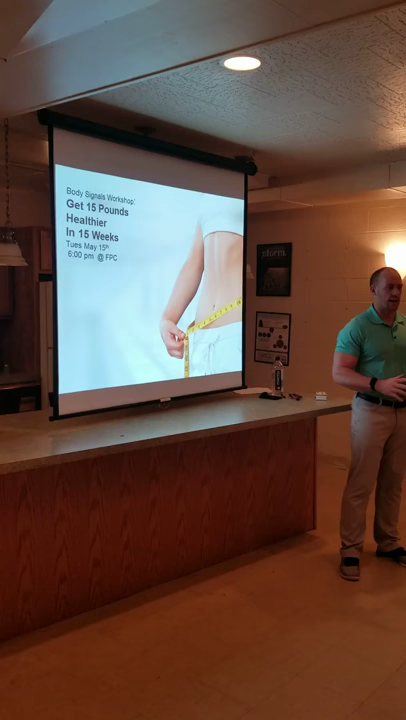 Body Signals Workshop:
Get 15 Pounds
Healthier
In 15 Weeks
Tues May 15th
6:00 pm @ FPC